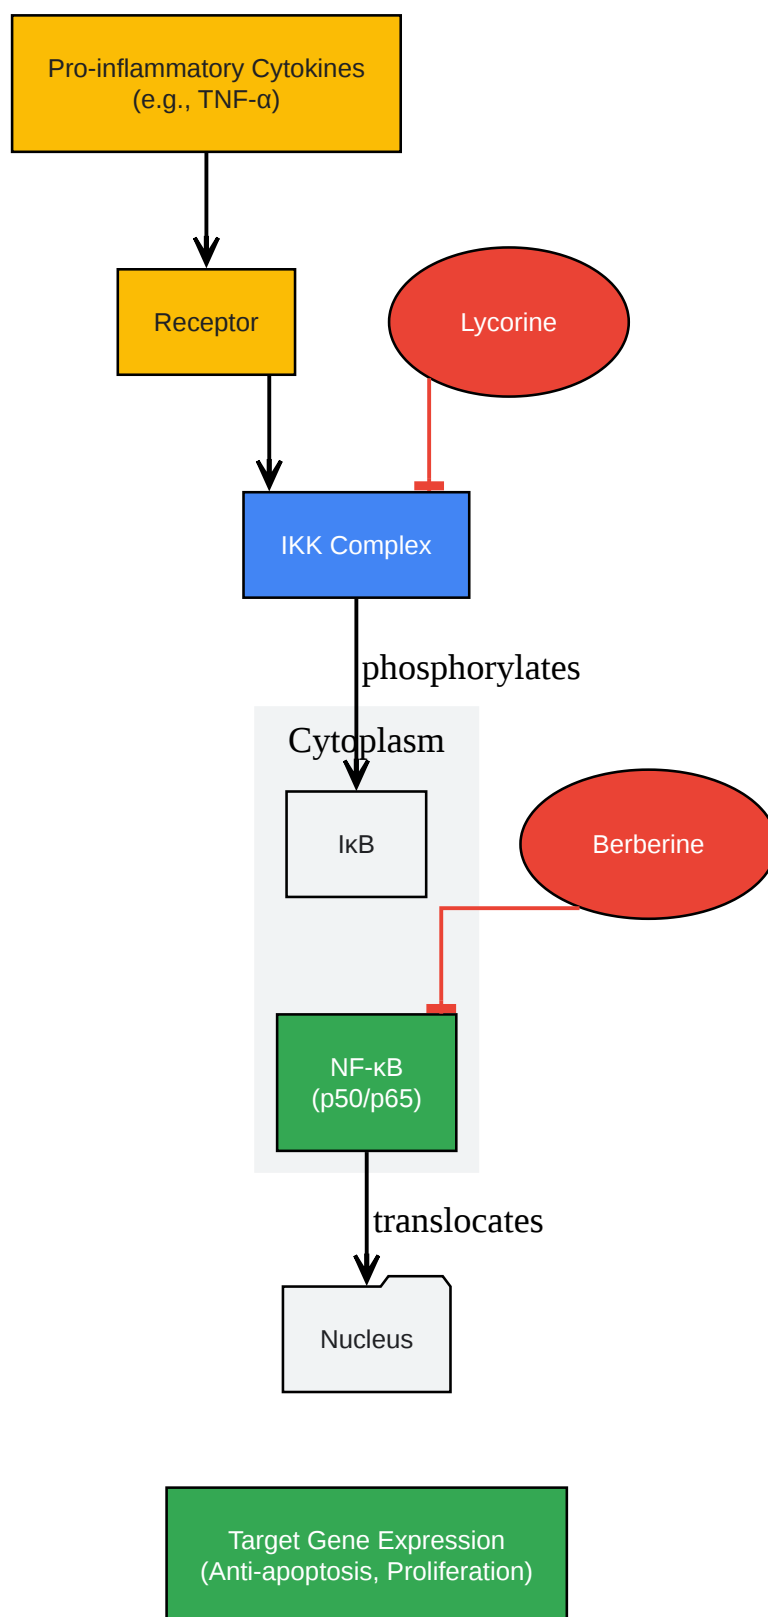 Pro-inflammatory Cytokines
(e.g., TNF-α)
Receptor
Lycorine
IKK Complex
phosphorylates
Cytoplasm
IκB
Berberine
NF-κB
(p50/p65)
translocates
Nucleus
Target Gene Expression
(Anti-apoptosis, Proliferation)